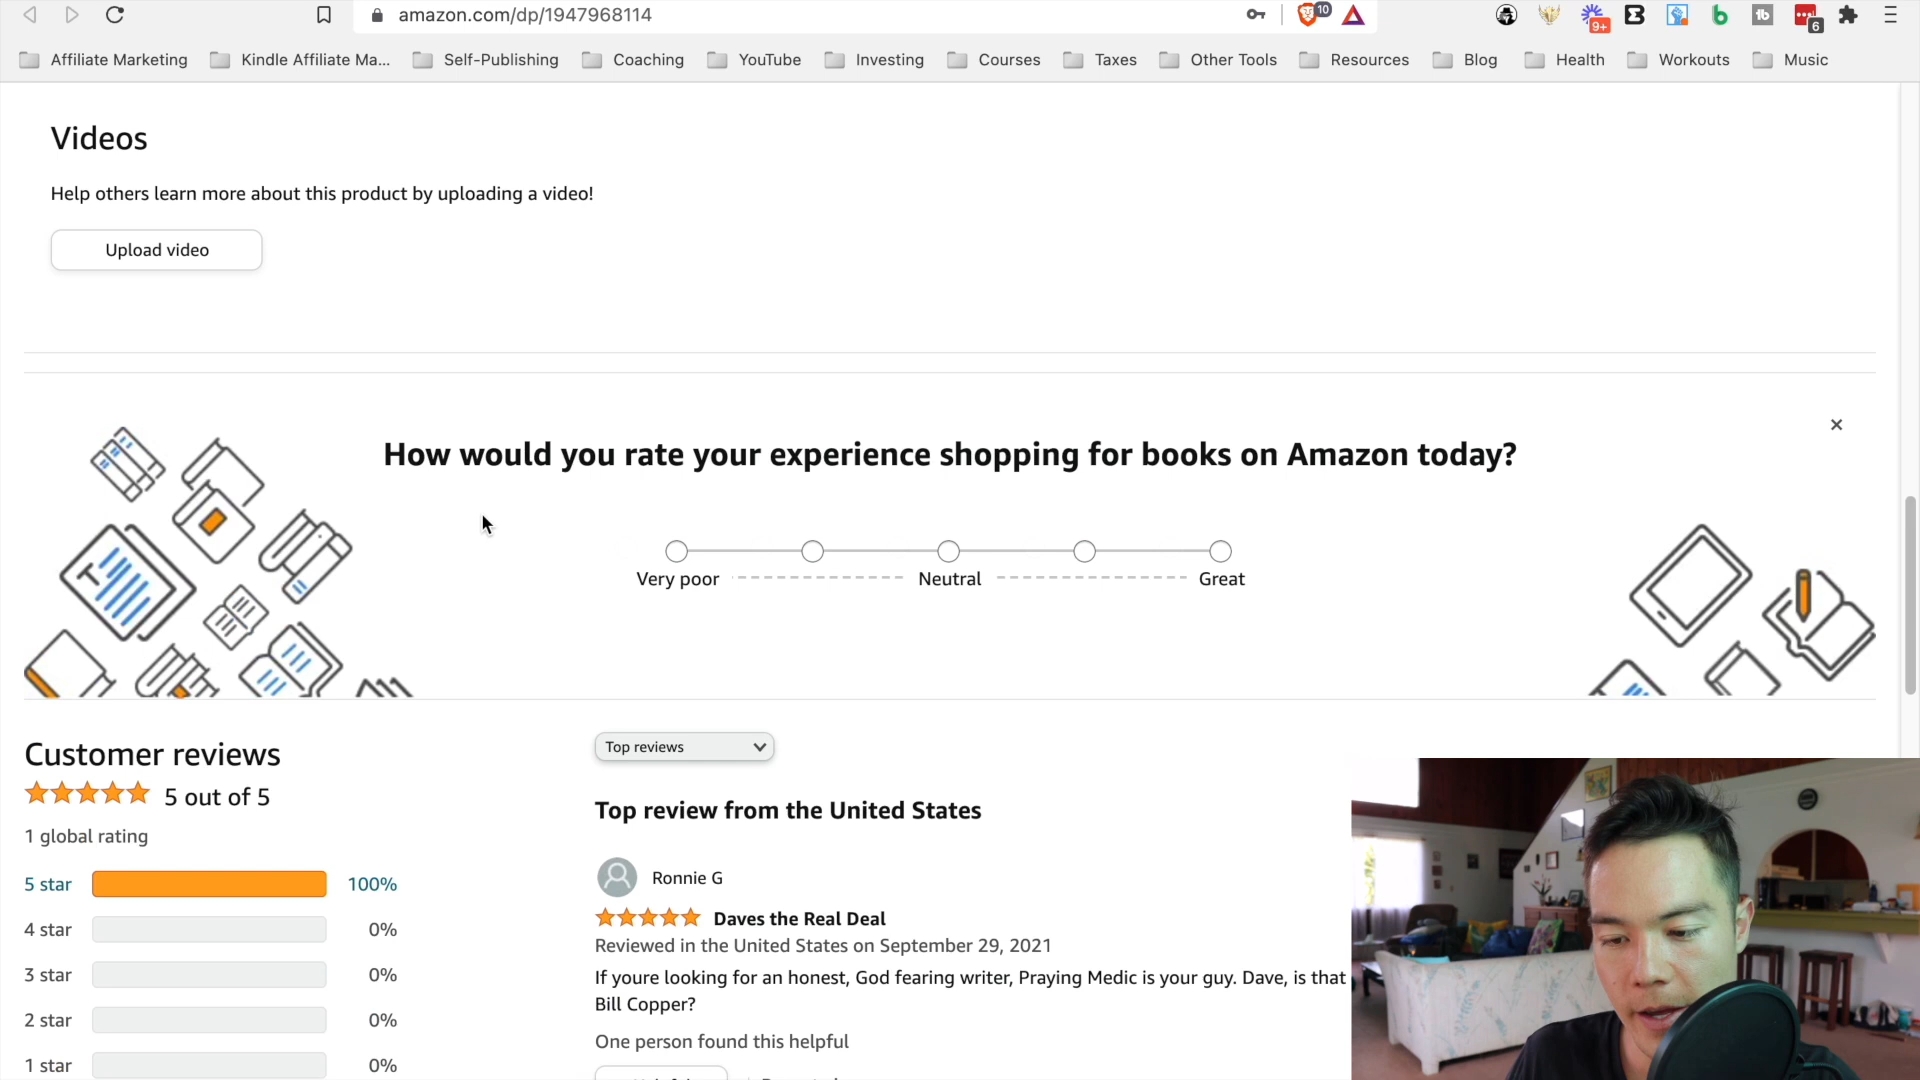 amazon.com/dp/1947968114
10
9+
tb
6
Affiliate Marketing
Kindle Affiliate Ma...
Self-Publishing
Coaching
YouTube
Investing
Courses
Taxes
Other Tools
Resources
Blog
Health
Workouts
Music
Videos
Help others learn more about this product by uploading a video!
Upload video
How would you rate your experience shopping for books on Amazon today?
Very poor
Neutral
Great
Customer reviews
5 out of 5
1 global rating
5 star 100%
4 star 0%
3 star 0%
2 star 0%
1 star 0%
Top reviews
Top review from the United States
Ronnie G
Daves the Real Deal
Reviewed in the United States on September 29, 2021
If youre looking for an honest, God fearing writer, Praying Medic is your guy. Dave, is that
Bill Copper?
One person found this helpful